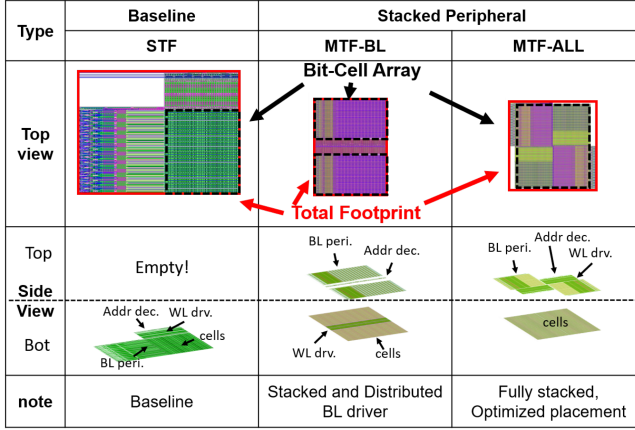 Type
Baseline
Stacked Peripheral
STF
MTF-BL
MTF-ALL
Top
view
Bit-Cell Array
Total Footprint
Side
View
Top
Empty!
BL peri.
Addr dec.
BL peri.
Addr dec.
WL drv.
Bot
Addr dec.
WL drv.
BL peri.
cells
WL drv.
cells
cells
note
Baseline
Stacked and Distributed
BL driver
Fully stacked,
Optimized placement